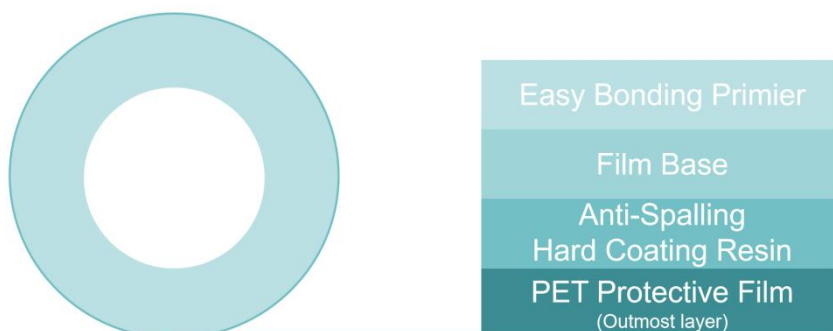 Easy Bonding Primier
Film Base
Anti-Spalling
Hard Coating Resin
PET Protective Film
(Outmost layer)